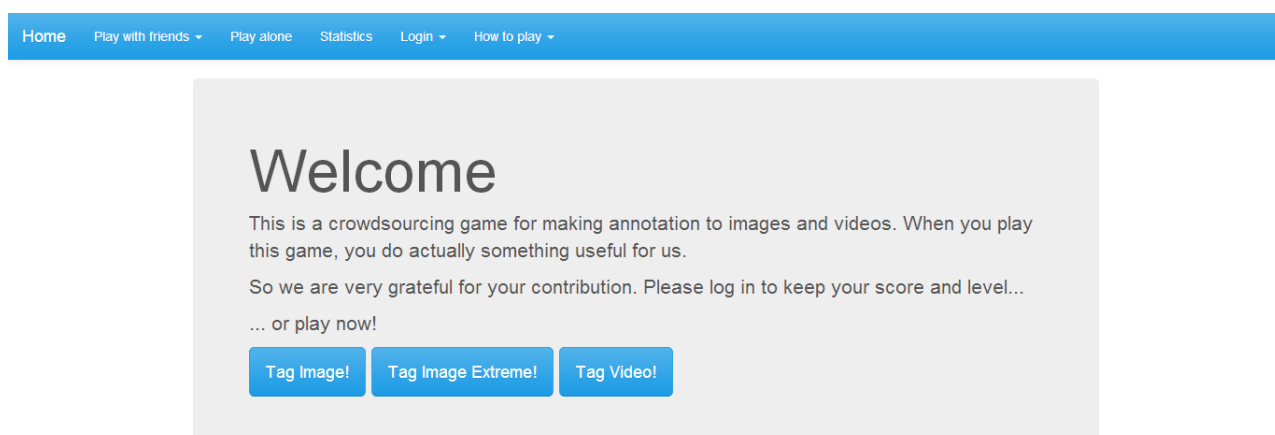 Home Play with friends Play alone Statistics Login How to play
Welcome
This is a crowdsourcing game for making annotation to images and videos. When you play
this game, you do actually something useful for us.
So we are very grateful for your contribution. Please log in to keep your score and level...
... or play now!
Tag Image! Tag Image Extreme! Tag Video!